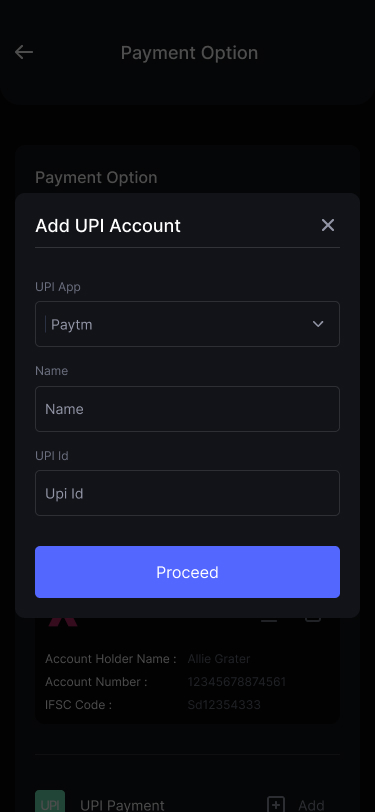 Payment Option
Payment Option
Add UPI Account
UPI App
Paytm
Name
Name
UPI Id
Upi Id
Proceed
Account Holder Name : Allie Grater
Account Number : 12345678874561
IFSC Code : Sd12354333
UPI UPI Payment Add